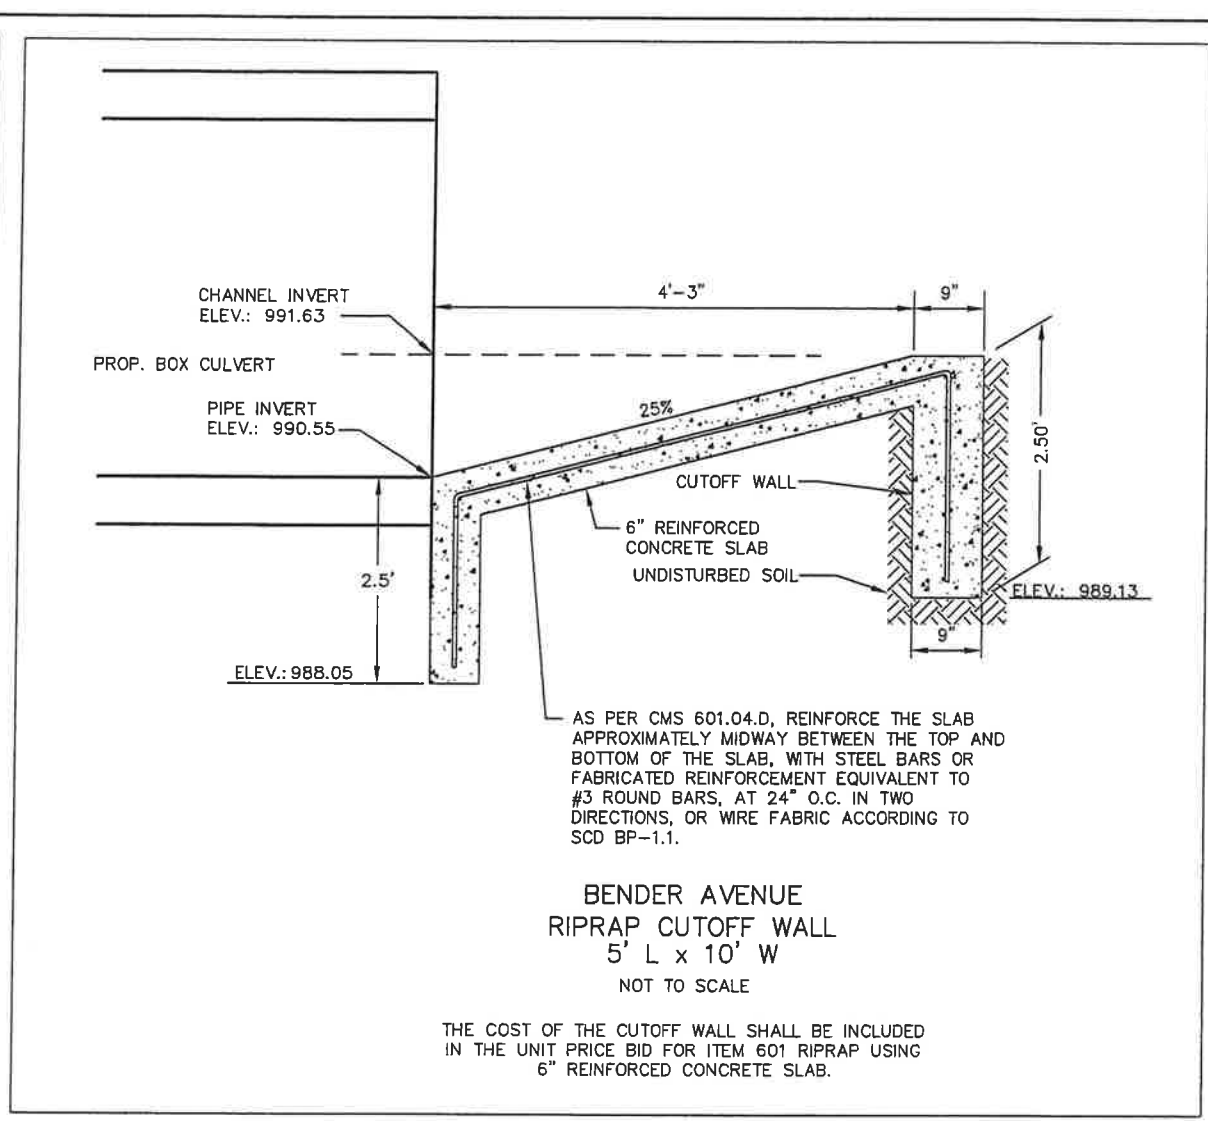 4'-3"
9"
CHANNEL INVERT
ELEV.: 991.63
PROP. BOX CULVERT
PIPE INVERT
ELEV.: 990.55
25%
2.50'
CUTOFF WALL
6" REINFORCED
CONCRETE SLAB
UNDISTURBED SOIL
2.5'
ELEV.: 989.13
9"
ELEV.: 988.05
AS PER CMS 601.04.D, REINFORCE THE SLAB
APPROXIMATELY MIDWAY BETWEEN THE TOP AND
BOTTOM OF THE SLAB, WITH STEEL BARS OR
FABRICATED REINFORCEMENT EQUIVALENT TO
#3 ROUND BARS, AT 24" O.C. IN TWO
DIRECTIONS, OR WIRE FABRIC ACCORDING TO
SCD BP-1.1.
BENDER AVENUE
RIPRAP CUTOFF WALL
5' L x 10' W
NOT TO SCALE
THE COST OF THE CUTOFF WALL SHALL BE INCLUDED
IN THE UNIT PRICE BID FOR ITEM 601 RIPRAP USING
6" REINFORCED CONCRETE SLAB.